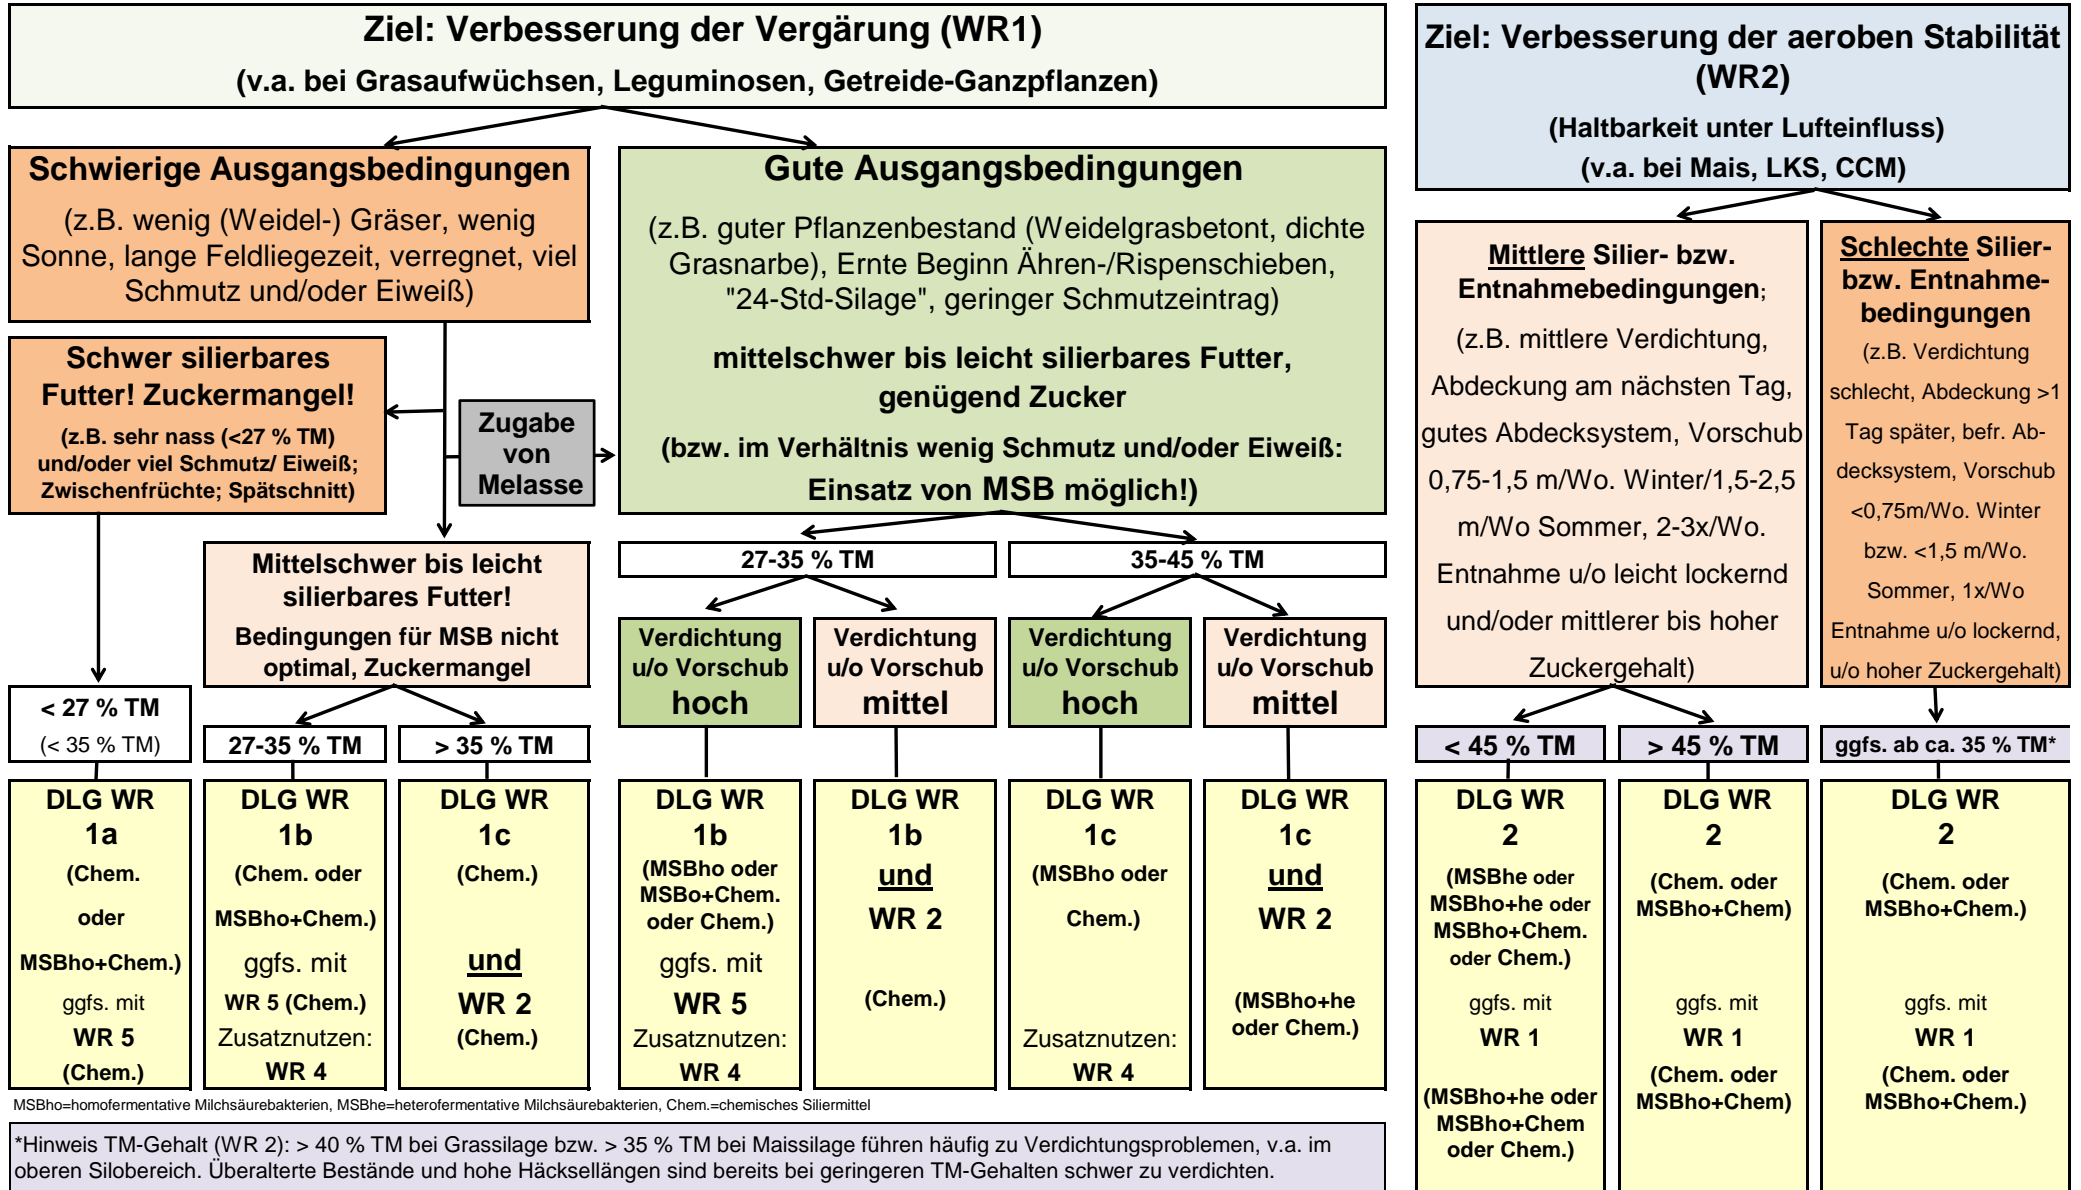 Ziel: Verbesserung der Vergärung (WR1)
(v.a. bei Grasaufwüchsen, Leguminosen, Getreide-Ganzpflanzen)
Schwierige Ausgangsbedingungen
(z.B. wenig (Weidel-) Gräser, wenig
Sonne, lange Feldliegezeit, verregnet, viel
Schmutz und/oder Eiweiß)
Schwer silierbares
Futter! Zuckermangel!
(z.B. sehr nass (<27 % TM)
und/oder viel Schmutz/ Eiweiß;
Zwischenfrüchte; Spätschnitt)
Zugabe
von
Melasse
Gute Ausgangsbedingungen
(z.B. guter Pflanzenbestand (Weidelgrasbetont, dichte
Grasnarbe), Ernte Beginn Ähren-/Rispenschieben,
"24-Std-Silage", geringer Schmutzeintrag)
mittelschwer bis leicht silierbares Futter,
genügend Zucker
(bzw. im Verhältnis wenig Schmutz und/oder Eiweiß:
Einsatz von MSB möglich!)
Mittelschwer bis leicht
silierbares Futter!
Bedingungen für MSB nicht
optimal, Zuckermangel
27-35 % TM
35-45 % TM
Verdichtung
u/o Vorschub
hoch
Verdichtung
u/o Vorschub
mittel
Verdichtung
u/o Vorschub
hoch
Verdichtung
u/o Vorschub
mittel
< 27 % TM
(< 35 % TM)
27-35 % TM
> 35 % TM
DLG WR
1a
(Chem.
oder
MSBho+Chem.)
ggfs. mit
WR 5
(Chem.)
DLG WR
1b
(Chem. oder
MSBho+Chem.)
ggfs. mit
WR 5 (Chem.)
Zusatznutzen:
WR 4
DLG WR
1c
(Chem.)
und
WR 2
(Chem.)
DLG WR
1b
(MSBho oder
MSBo+Chem.
oder Chem.)
ggfs. mit
WR 5
Zusatznutzen:
WR 4
DLG WR
1b
und
WR 2
(Chem.)
DLG WR
1c
(MSBho oder
Chem.)
Zusatznutzen:
WR 4
DLG WR
1c
und
WR 2
(MSBho+he
oder Chem.)
MSBho=homofermentative Milchsäurebakterien, MSBhe=heterofermentative Milchsäurebakterien, Chem.=chemisches Siliermittel
*Hinweis TM-Gehalt (WR 2): > 40 % TM bei Grassilage bzw. > 35 % TM bei Maissilage führen häufig zu Verdichtungsproblemen, v.a. im
oberen Silobereich. Überalterte Bestände und hohe Häcksellängen sind bereits bei geringeren TM-Gehalten schwer zu verdichten.
Ziel: Verbesserung der aeroben Stabilität
(WR2)
(Haltbarkeit unter Lufteinfluss)
(v.a. bei Mais, LKS, CCM)
Mittlere Silier- bzw.
Entnahmebedingungen;
(z.B. mittlere Verdichtung,
Abdeckung am nächsten Tag,
gutes Abdecksystem, Vorschub
0,75-1,5 m/Wo. Winter/1,5-2,5
m/Wo Sommer, 2-3x/Wo.
Entnahme u/o leicht lockernd
und/oder mittlerer bis hoher
Zuckergehalt)
Schlechte Silier-
bzw. Entnahme-
bedingungen
(z.B. Verdichtung
schlecht, Abdeckung >1
Tag später, befr. Ab-
decksystem, Vorschub
<0,75m/Wo. Winter
bzw. <1,5 m/Wo.
Sommer, 1x/Wo
Entnahme u/o lockernd,
u/o hoher Zuckergehalt)
< 45 % TM
> 45 % TM
ggfs. ab ca. 35 % TM*
DLG WR
2
(MSBhe oder
MSBho+he oder
MSBho+Chem.
oder Chem.)
ggfs. mit
WR 1
(MSBho+he oder
MSBho+Chem
oder Chem.)
DLG WR
2
(Chem. oder
MSBho+Chem)
ggfs. mit
WR 1
(Chem. oder
MSBho+Chem)
DLG WR
2
(Chem. oder
MSBho+Chem.)
ggfs. mit
WR 1
(Chem. oder
MSBho+Chem.)